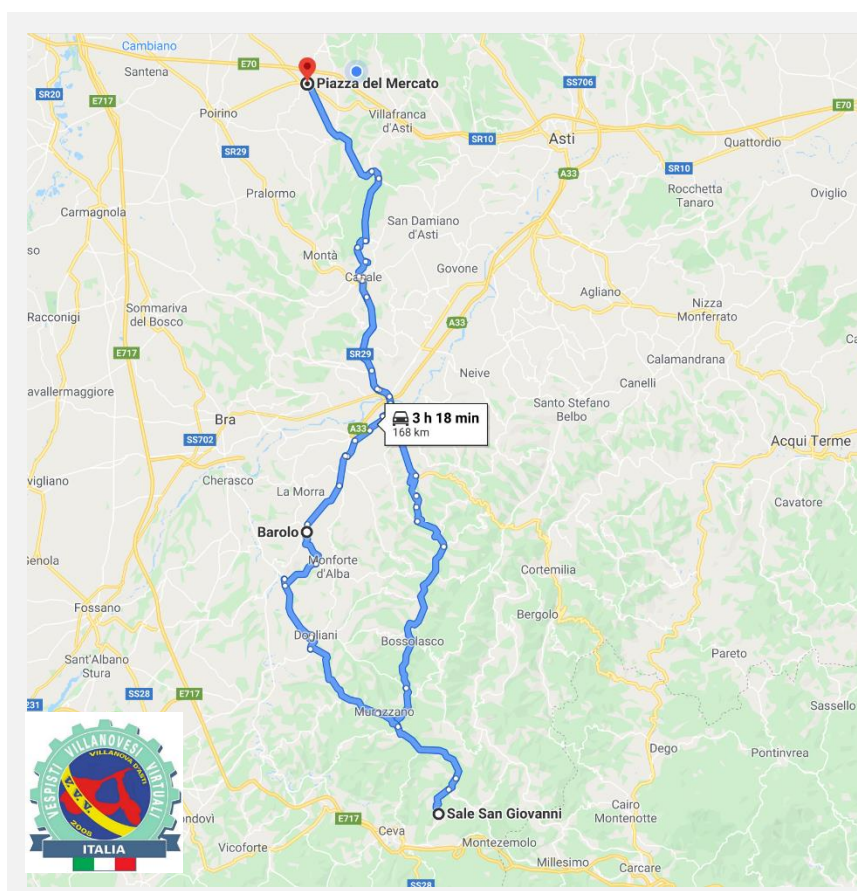 Cambiano
Santena
E70
Piazza del Mercato
SR20
E717
Poirino
Villafranca
d'Asti
SS706
E70
SR29
SR10
Asti
Quattordio
A33
SR10
Pralormo
Rocchetta
Tanaro
Oviglio
Carmagnola
San Damiano
d'Asti
Montà
Govone
Canale
Agliano
Sommariva
del Bosco
Nizza
Monferrato
Racconigi
A33
E717
SR29
Calamandrana
Neive
Canelli
avallermaggiore
Santo Stefano
Belbo
Bra
3 h 18 min
168 km
A33
SS702
Acqui Terme
Cherasco
vigliano
La Morra
Cavatore
Barolo
Monforte
d'Alba
Cortemilia
Fossano
Bergolo
Dogliani
Bossolasco
Sant'Albano
Stura
Pareto
SS28
E717
Sassello
231
Murazzano
Dego
Pontinvrea
VESPISTI VILLANOVESI VIRTUALI
VILLANOVA D'ASTI
V. V. V.
2008
ITALIA
ndovì
Sale San Giovanni
Cairo
Montenotte
E717
Ceva
Vicoforte
Montezemolo
Millesimo
Carcare
SS28